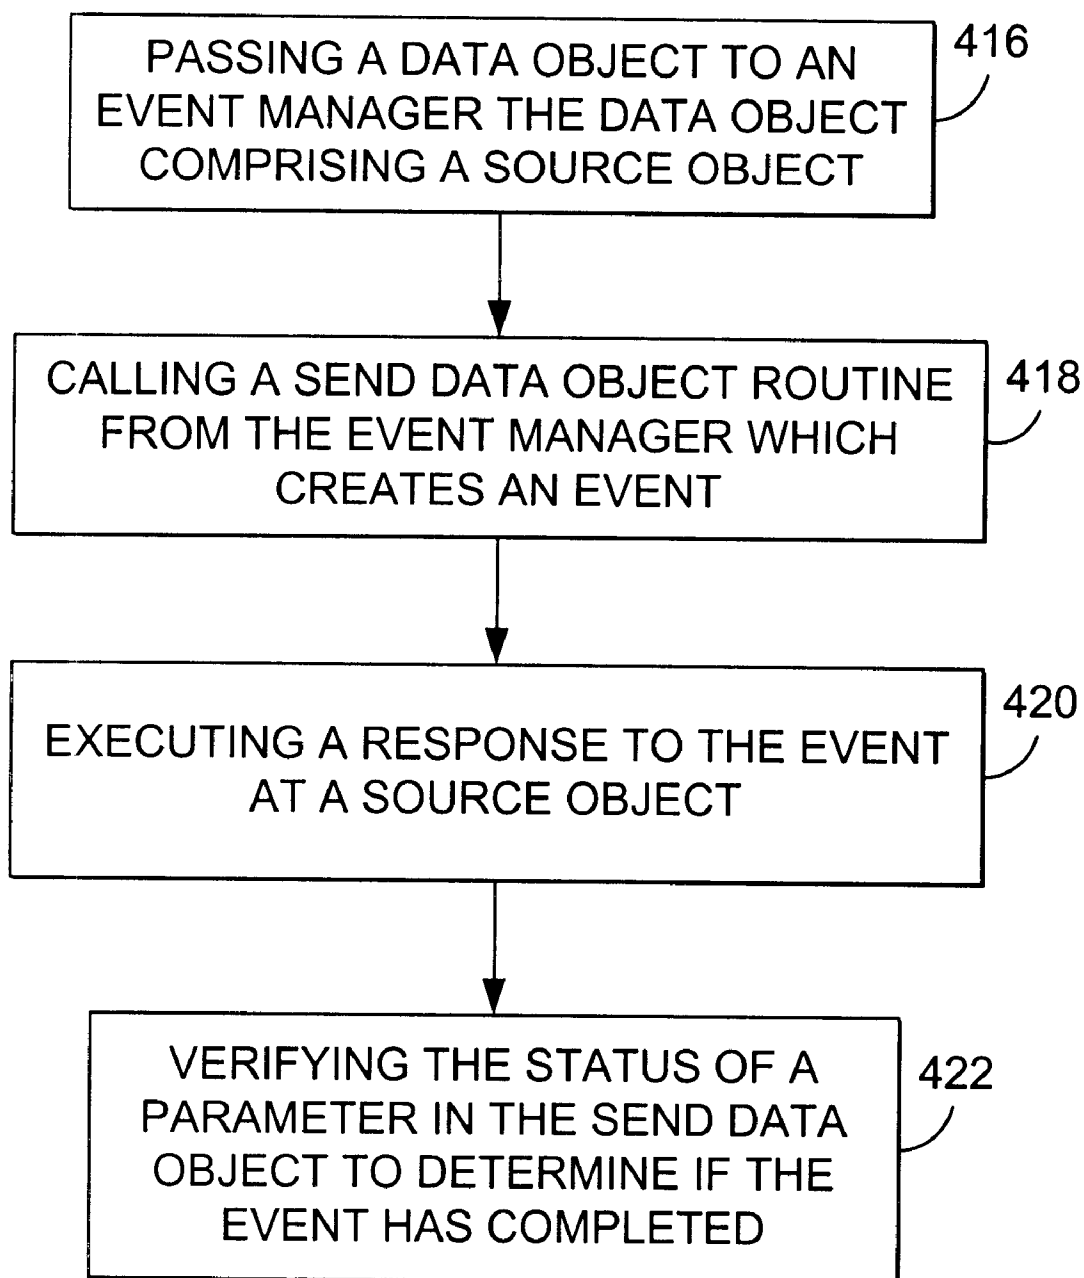 PASSING A DATA OBJECT TO AN
EVENT MANAGER THE DATA OBJECT
COMPRISING A SOURCE OBJECT
416
CALLING A SEND DATA OBJECT ROUTINE
FROM THE EVENT MANAGER WHICH
CREATES AN EVENT
418
EXECUTING A RESPONSE TO THE EVENT
AT A SOURCE OBJECT
420
VERIFYING THE STATUS OF A
PARAMETER IN THE SEND DATA
OBJECT TO DETERMINE IF THE
EVENT HAS COMPLETED
422